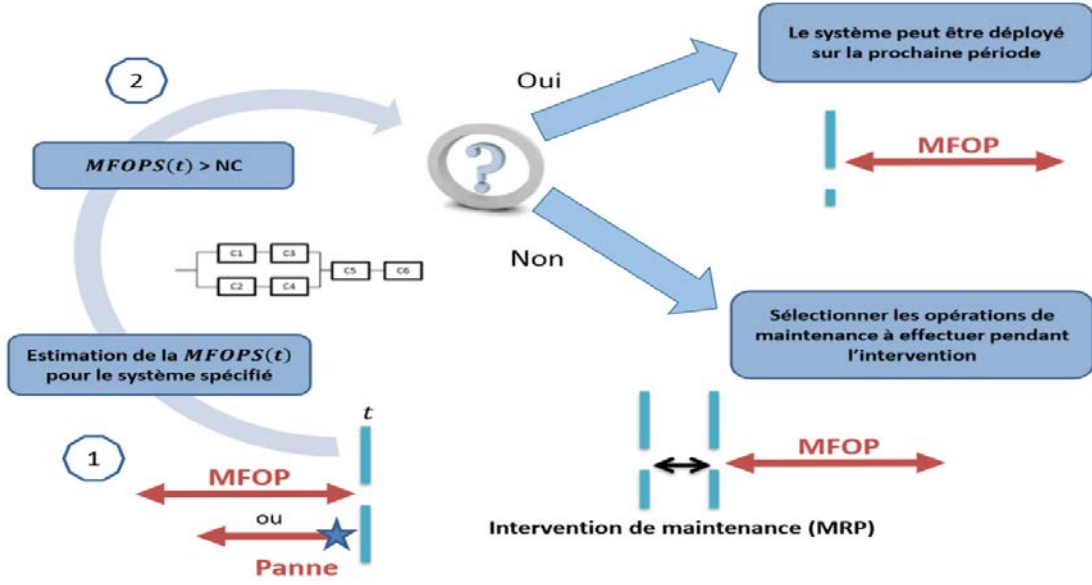 2
Oui
Le système peut être déployé
sur la prochaine période
MFOPS(t) > NC
?
MFOP
C1 C3
C5 C6
C2 C4
Non
Estimation de la MFOPS(t)
pour le système spécifié
Sélectionner les opérations de
maintenance à effectuer pendant
l'intervention
t
1
MFOP
MFOP
ou
Panne
Intervention de maintenance (MRP)